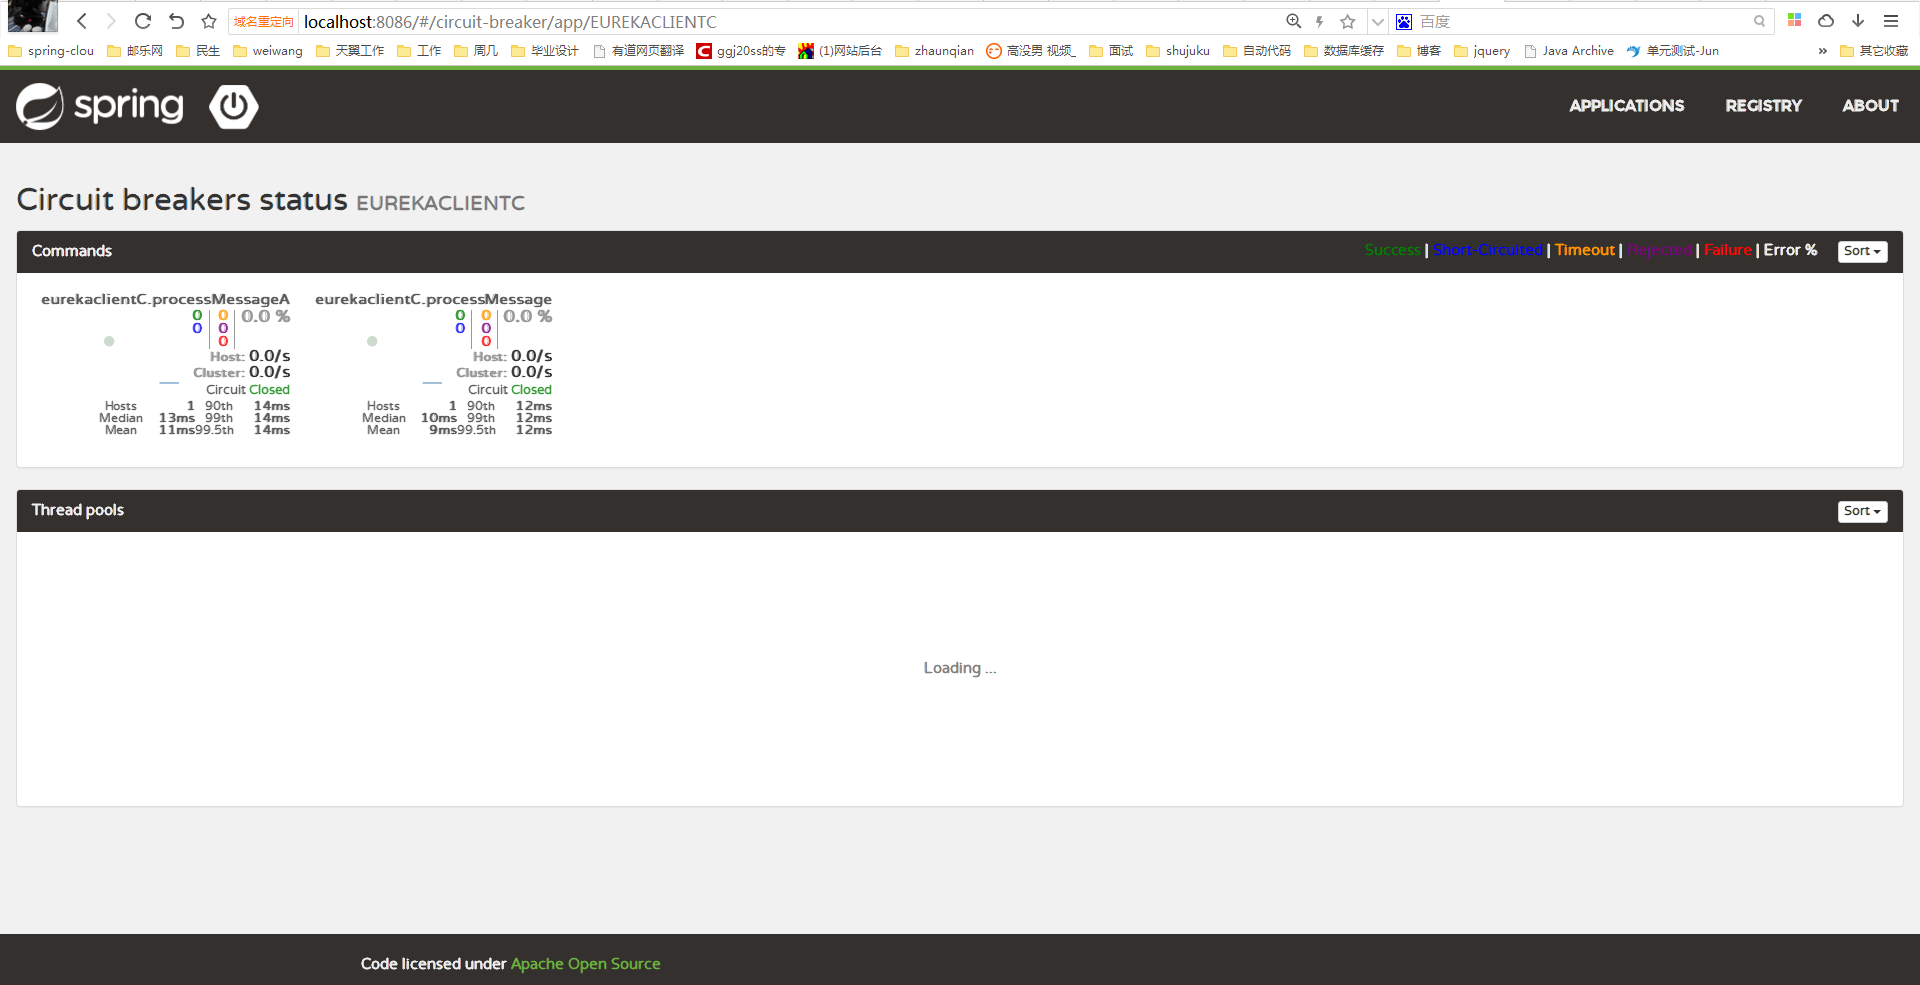 域名重定向 localhost:8086/#/circuit-breaker/app/EUREKACLIENTC 百度
spring-clou 邮乐网 民生 weiwang 天翼工作 工作 周几 毕业设计 有道网页翻译 ggj20ss的专 (1)网站后台 zhaunqian 高没男 视频_ 面试 shujuku 自动代码 数据库缓存 博客 jquery Java Archive 单元测试-Jun » 其它收藏
spring APPLICATIONS REGISTRY ABOUT
Circuit breakers status EUREKACLIENTC
Commands Success | Short-Circuited | Timeout | Rejected | Failure | Error % Sort
eurekaclientC.processMessageA
0 0 0.0 %
0 0
0
Host: 0.0/s
Cluster: 0.0/s
Circuit Closed
Hosts 1 90th 14ms
Median 13ms 99th 14ms
Mean 11ms 99.5th 14ms
eurekaclientC.processMessage
0 0 0.0 %
0 0
0
Host: 0.0/s
Cluster: 0.0/s
Circuit Closed
Hosts 1 90th 12ms
Median 10ms 99th 12ms
Mean 9ms 99.5th 12ms
Thread pools Sort
Loading ...
Code licensed under Apache Open Source